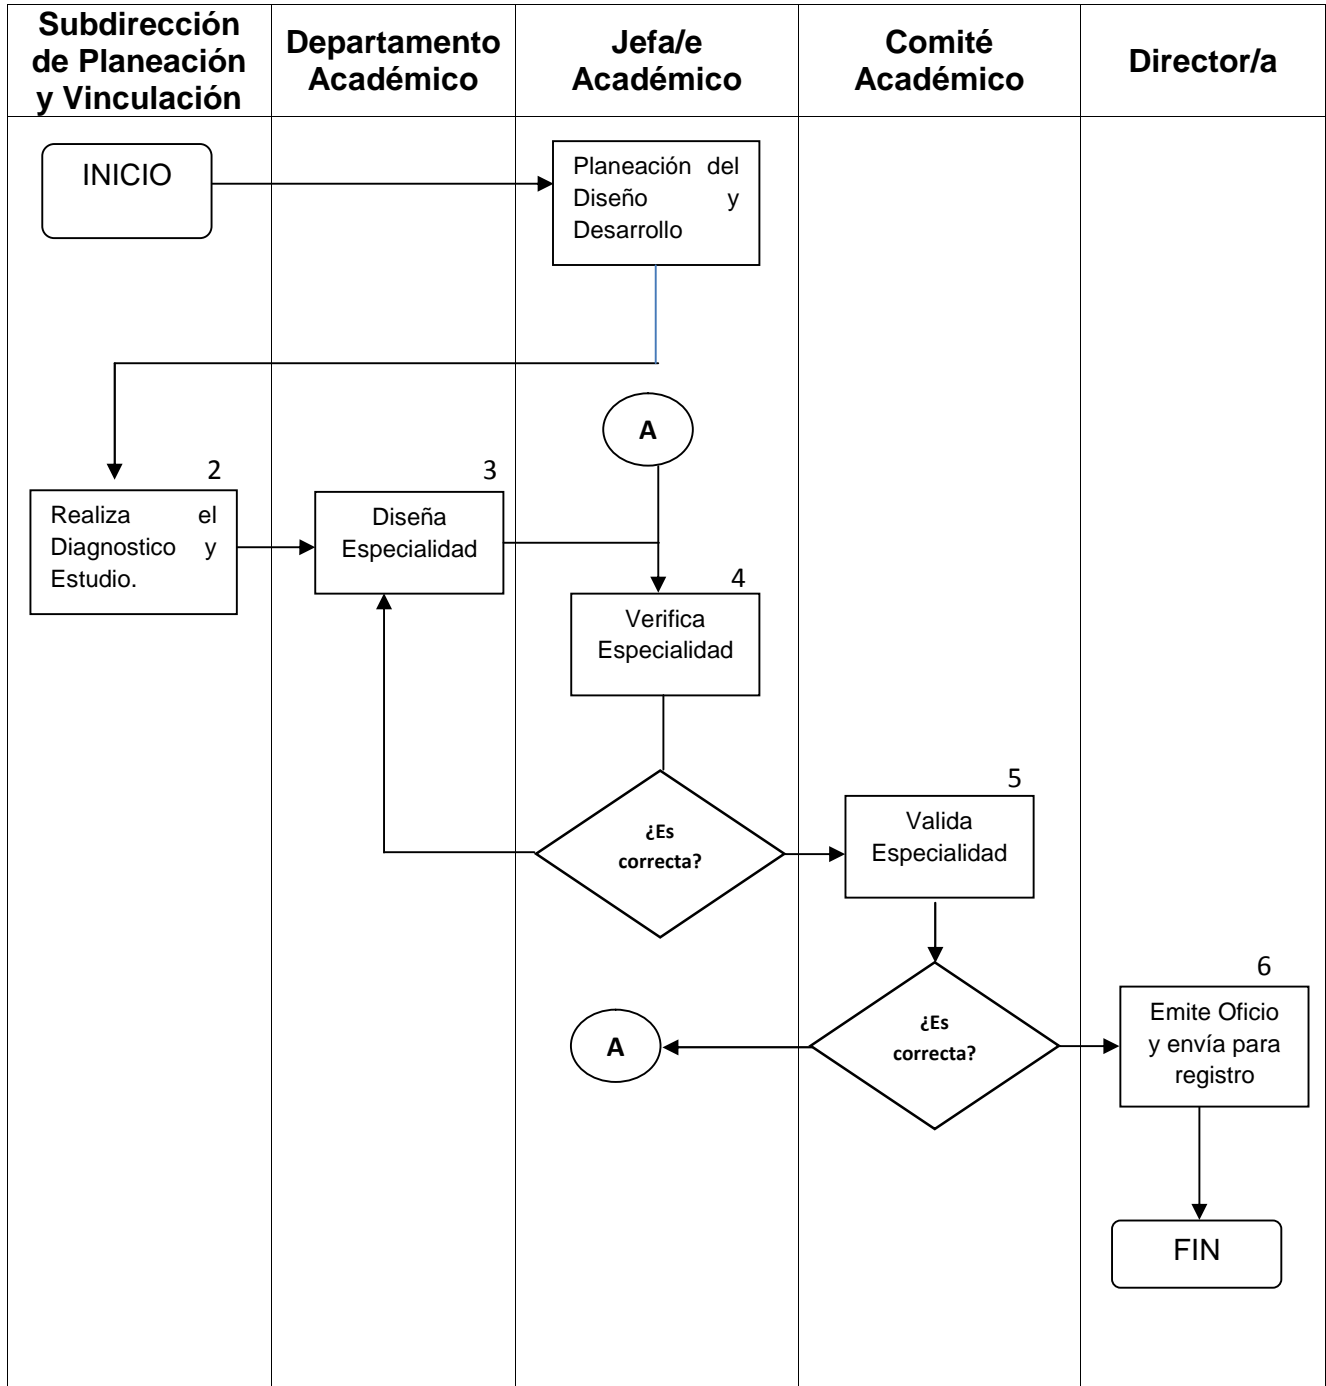 Subdirección
de Planeación
y Vinculación
Departamento
Académico
Jefa/e
Académico
Comité
Académico
Director/a
INICIO
Planeación del
Diseño y
Desarrollo
A
2
Realiza el
Diagnostico y
Estudio.
3
Diseña
Especialidad
4
Verifica
Especialidad
¿Es
correcta?
5
Valida
Especialidad
¿Es
correcta?
A
6
Emite Oficio
y envía para
registro
FIN